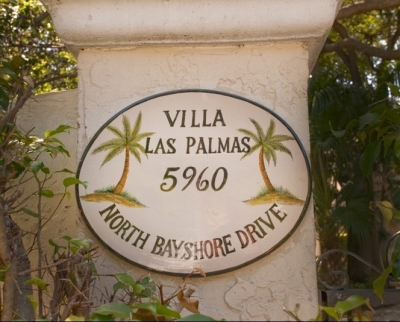 VILLA
LAS PALMAS
5960
NORTH BAYSHORE DRIVE